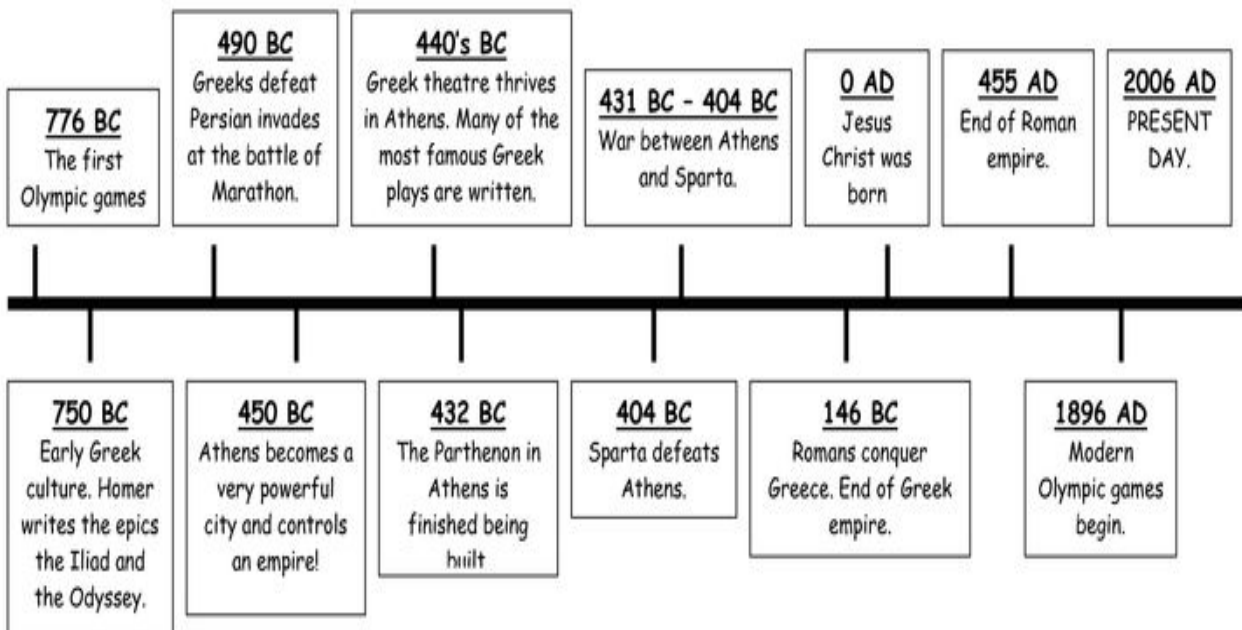 776 BC
The first
Olympic games
490 BC
Greeks defeat
Persian invades
at the battle of
Marathon.
440's BC
Greek theatre thrives
in Athens. Many of the
most famous Greek
plays are written.
431 BC – 404 BC
War between Athens
and Sparta.
0 AD
Jesus
Christ was
born
455 AD
End of Roman
empire.
2006 AD
PRESENT
DAY.
750 BC
Early Greek
culture. Homer
writes the epics
the Iliad and
the Odyssey.
450 BC
Athens becomes a
very powerful
city and controls
an empire!
432 BC
The Parthenon in
Athens is
finished being
built
404 BC
Sparta defeats
Athens.
146 BC
Romans conquer
Greece. End of Greek
empire.
1896 AD
Modern
Olympic games
begin.